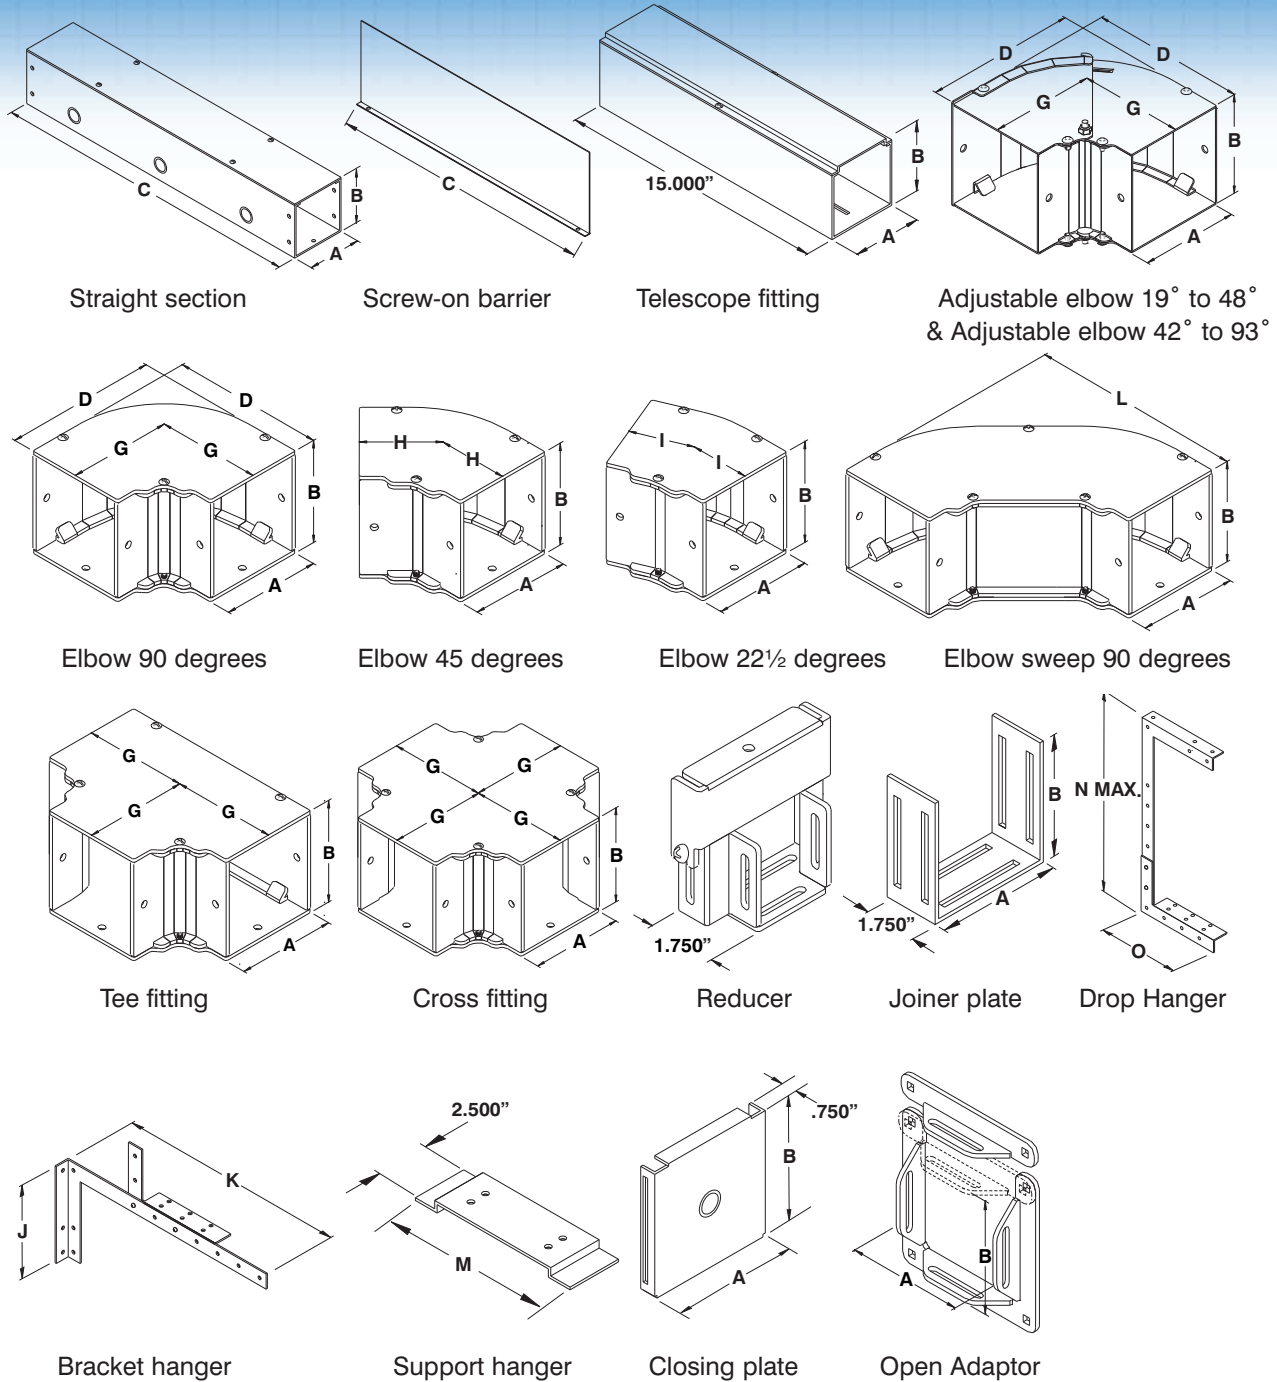 C
B
A
Straight section
C
Screw-on barrier
15.000”
B
A
Telescope fitting
D
D
G
G
B
A
Adjustable elbow 19˚ to 48˚
& Adjustable elbow 42˚ to 93˚
D
D
G
G
B
A
Elbow 90 degrees
H
H
B
A
Elbow 45 degrees
I
I
B
A
Elbow 22½ degrees
L
B
A
Elbow sweep 90 degrees
G
G
G
B
A
Tee fitting
G
G
G
G
B
A
Cross fitting
1.750”
Reducer
B
A
1.750”
Joiner plate
N MAX.
O
Drop Hanger
K
J
Bracket hanger
2.500”
M
Support hanger
.750”
B
A
Closing plate
B
A
Open Adaptor